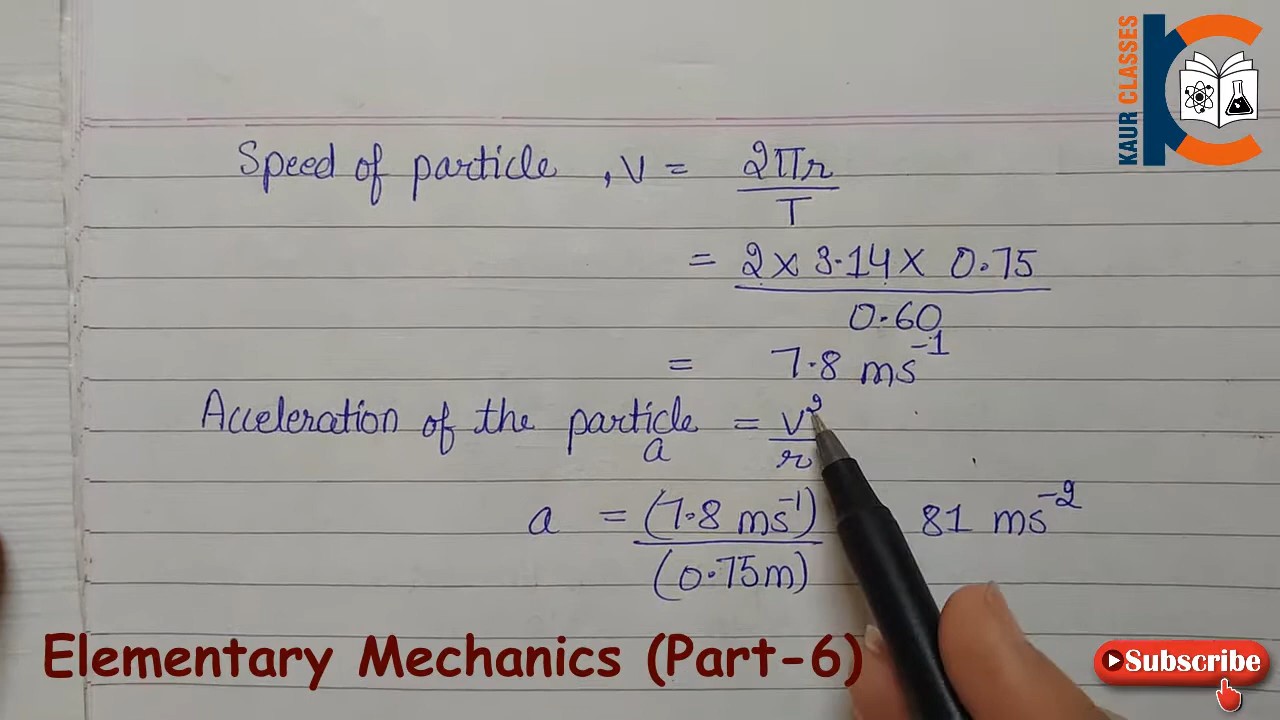 KAUR CLASSES
Speed of particle , v = 2πr
T
= 2 x 3.14 x 0.75
0.60
= 7.8 ms⁻¹
Acceleration of the particle = v²
a r
a = (7.8 ms⁻¹) 81 ms⁻²
(0.75m)
Elementary Mechanics (Part-6)
Subscribe